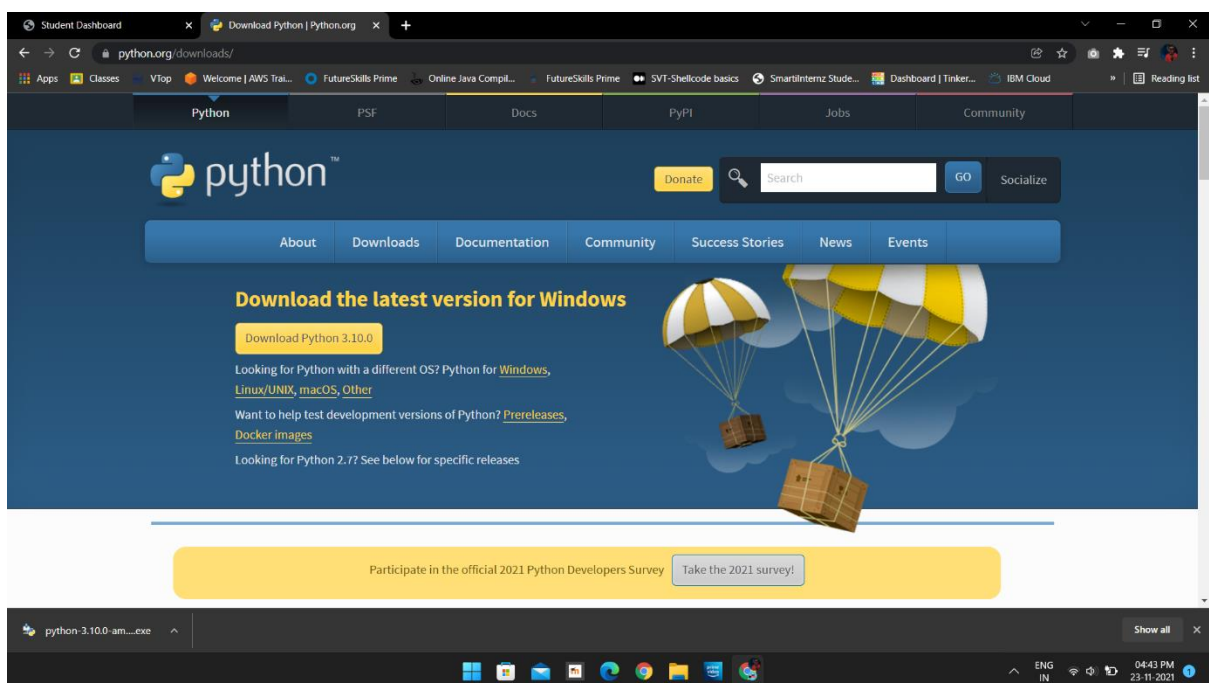 Student Dashboard
Download Python | Python.org
python.org/downloads/
Apps
Classes
VTop
Welcome | AWS Trai...
FutureSkills Prime
Online Java Compil...
FutureSkills Prime
SVT-Shellcode basics
SmartiInternz Stude...
Dashboard | Tinker...
IBM Cloud
»
Reading list
Python
PSF
Docs
PyPI
Jobs
Community
python™
Donate
Search
GO
Socialize
About
Downloads
Documentation
Community
Success Stories
News
Events
Download the latest version for Windows
Download Python 3.10.0
Looking for Python with a different OS? Python for Windows,
Linux/UNIX, macOS, Other
Want to help test development versions of Python? Prereleases,
Docker images
Looking for Python 2.7? See below for specific releases
Participate in the official 2021 Python Developers Survey
Take the 2021 survey!
python-3.10.0-am....exe
Show all
ENG
IN
04:43 PM
23-11-2021
1